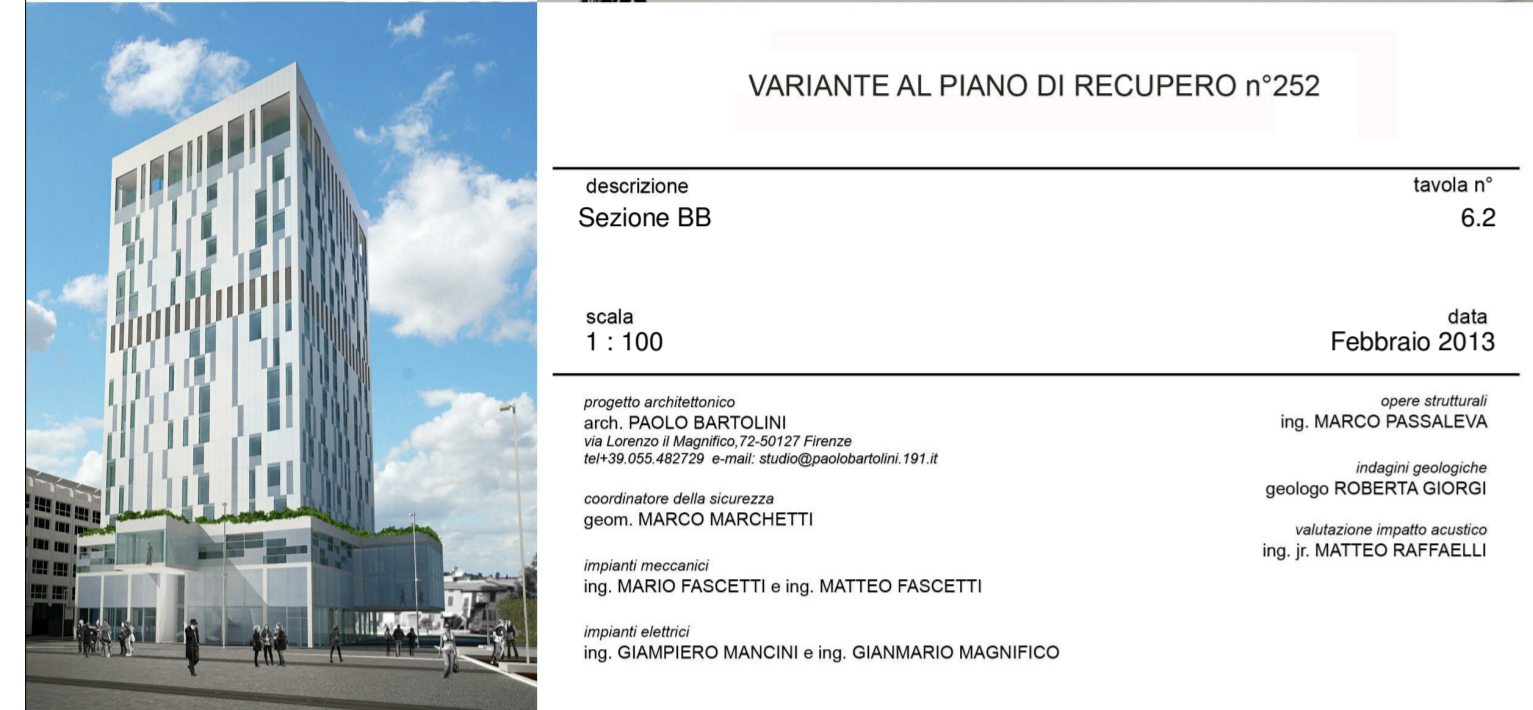 VARIANTE AL PIANO DI RECUPERO n°252
descrizione
tavola n°
Sezione BB
6.2
scala
data
1 : 100
Febbraio 2013
progetto architettonico
arch. PAOLO BARTOLINI
via Lorenzo il Magnifico,72-50127 Firenze
tel+39.055.482729 e-mail: studio@paolobartolini.191.it
coordinatore della sicurezza
geom. MARCO MARCHETTI
impianti meccanici
ing. MARIO FASCETTI e ing. MATTEO FASCETTI
impianti elettrici
ing. GIAMPIERO MANCINI e ing. GIANMARIO MAGNIFICO
opere strutturali
ing. MARCO PASSALEVA
indagini geologiche
geologo ROBERTA GIORGI
valutazione impatto acustico
ing. jr. MATTEO RAFFAELLI